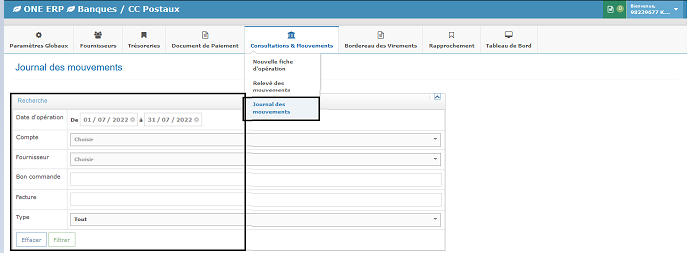 ONE ERP Banques / CC Postaux
0
Bienvenue,
98239677 K...
Paramètres Globaux
Fournisseurs
Trésoreries
Document de Paiement
Consultations & Mouvements
Bordereau des Virements
Rapprochement
Tableau de Bord
Nouvelle fiche
d'opération
Relevé des
mouvements
Journal des
mouvements
Journal des mouvements
Recherche
Date d'opération De 01 / 07 / 2022 à 31 / 07 / 2022
Compte Choisir
Fournisseur Choisir
Bon commande
Facture
Type Tout
Effacer Filtrer